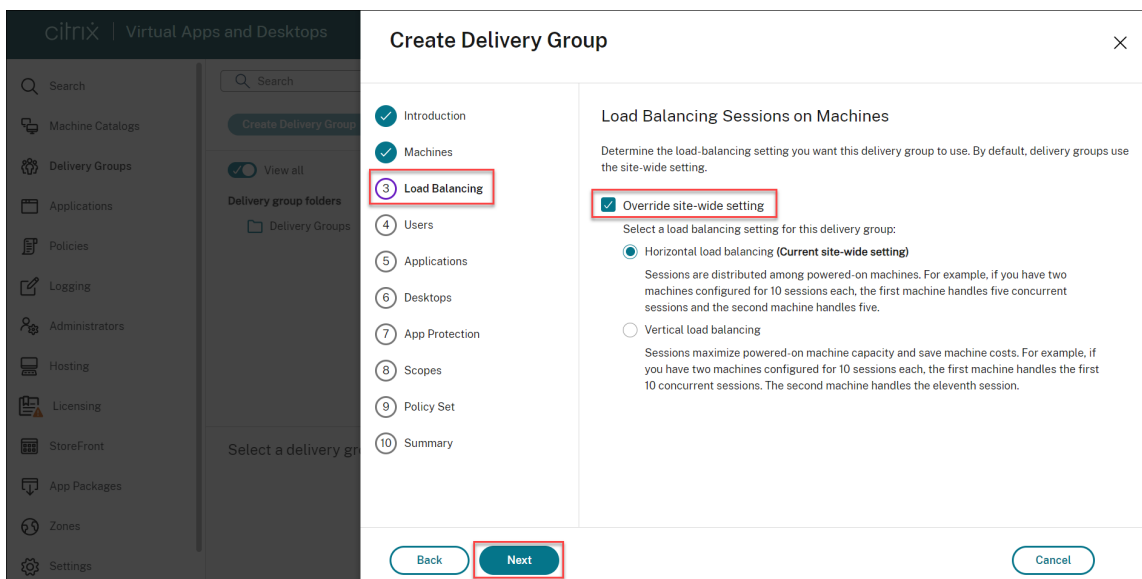 citrix | Virtual Apps and Desktops
Search
Machine Catalogs
Delivery Groups
Applications
Policies
Logging
Administrators
Hosting
Licensing
StoreFront
App Packages
Zones
Settings
Search
Create Delivery Group
View all
Delivery group folders
Delivery Groups
Select a delivery gr
Create Delivery Group
Introduction
Machines
3 Load Balancing
4 Users
5 Applications
6 Desktops
7 App Protection
8 Scopes
9 Policy Set
10 Summary
Load Balancing Sessions on Machines
Determine the load-balancing setting you want this delivery group to use. By default, delivery groups use
the site-wide setting.
Override site-wide setting
Select a load balancing setting for this delivery group:
Horizontal load balancing (Current site-wide setting)
Sessions are distributed among powered-on machines. For example, if you have two
machines configured for 10 sessions each, the first machine handles five concurrent
sessions and the second machine handles five.
Vertical load balancing
Sessions maximize powered-on machine capacity and save machine costs. For example, if
you have two machines configured for 10 sessions each, the first machine handles the first
10 concurrent sessions. The second machine handles the eleventh session.
Back
Next
Cancel